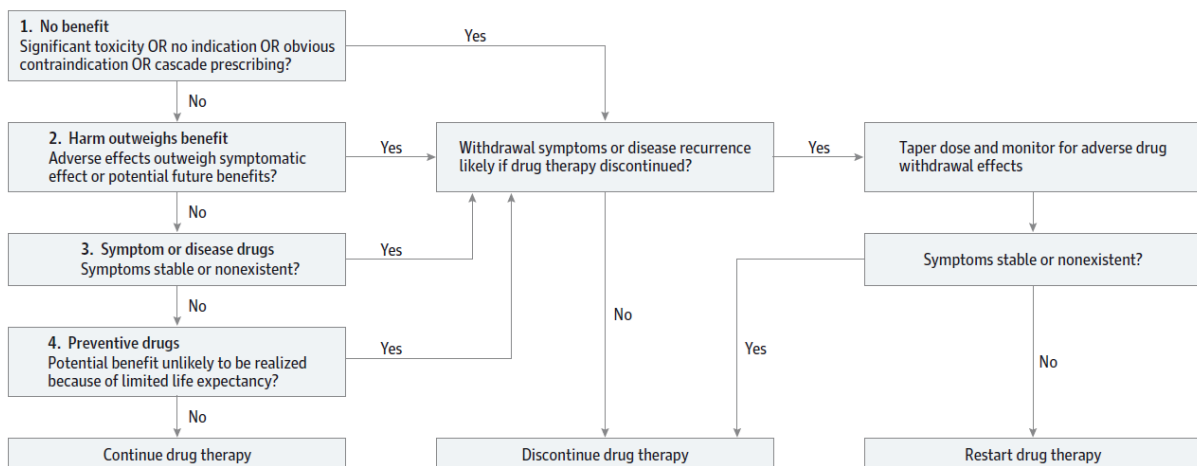 1. No benefit
Significant toxicity OR no indication OR obvious
contraindication OR cascade prescribing?
Yes
No
2. Harm outweighs benefit
Adverse effects outweigh symptomatic
effect or potential future benefits?
Yes
Withdrawal symptoms or disease recurrence
likely if drug therapy discontinued?
Yes
Taper dose and monitor for adverse drug
withdrawal effects
No
3. Symptom or disease drugs
Symptoms stable or nonexistent?
Yes
Symptoms stable or nonexistent?
No
No
4. Preventive drugs
Potential benefit unlikely to be realized
because of limited life expectancy?
Yes
Yes
No
No
Continue drug therapy
Discontinue drug therapy
Restart drug therapy